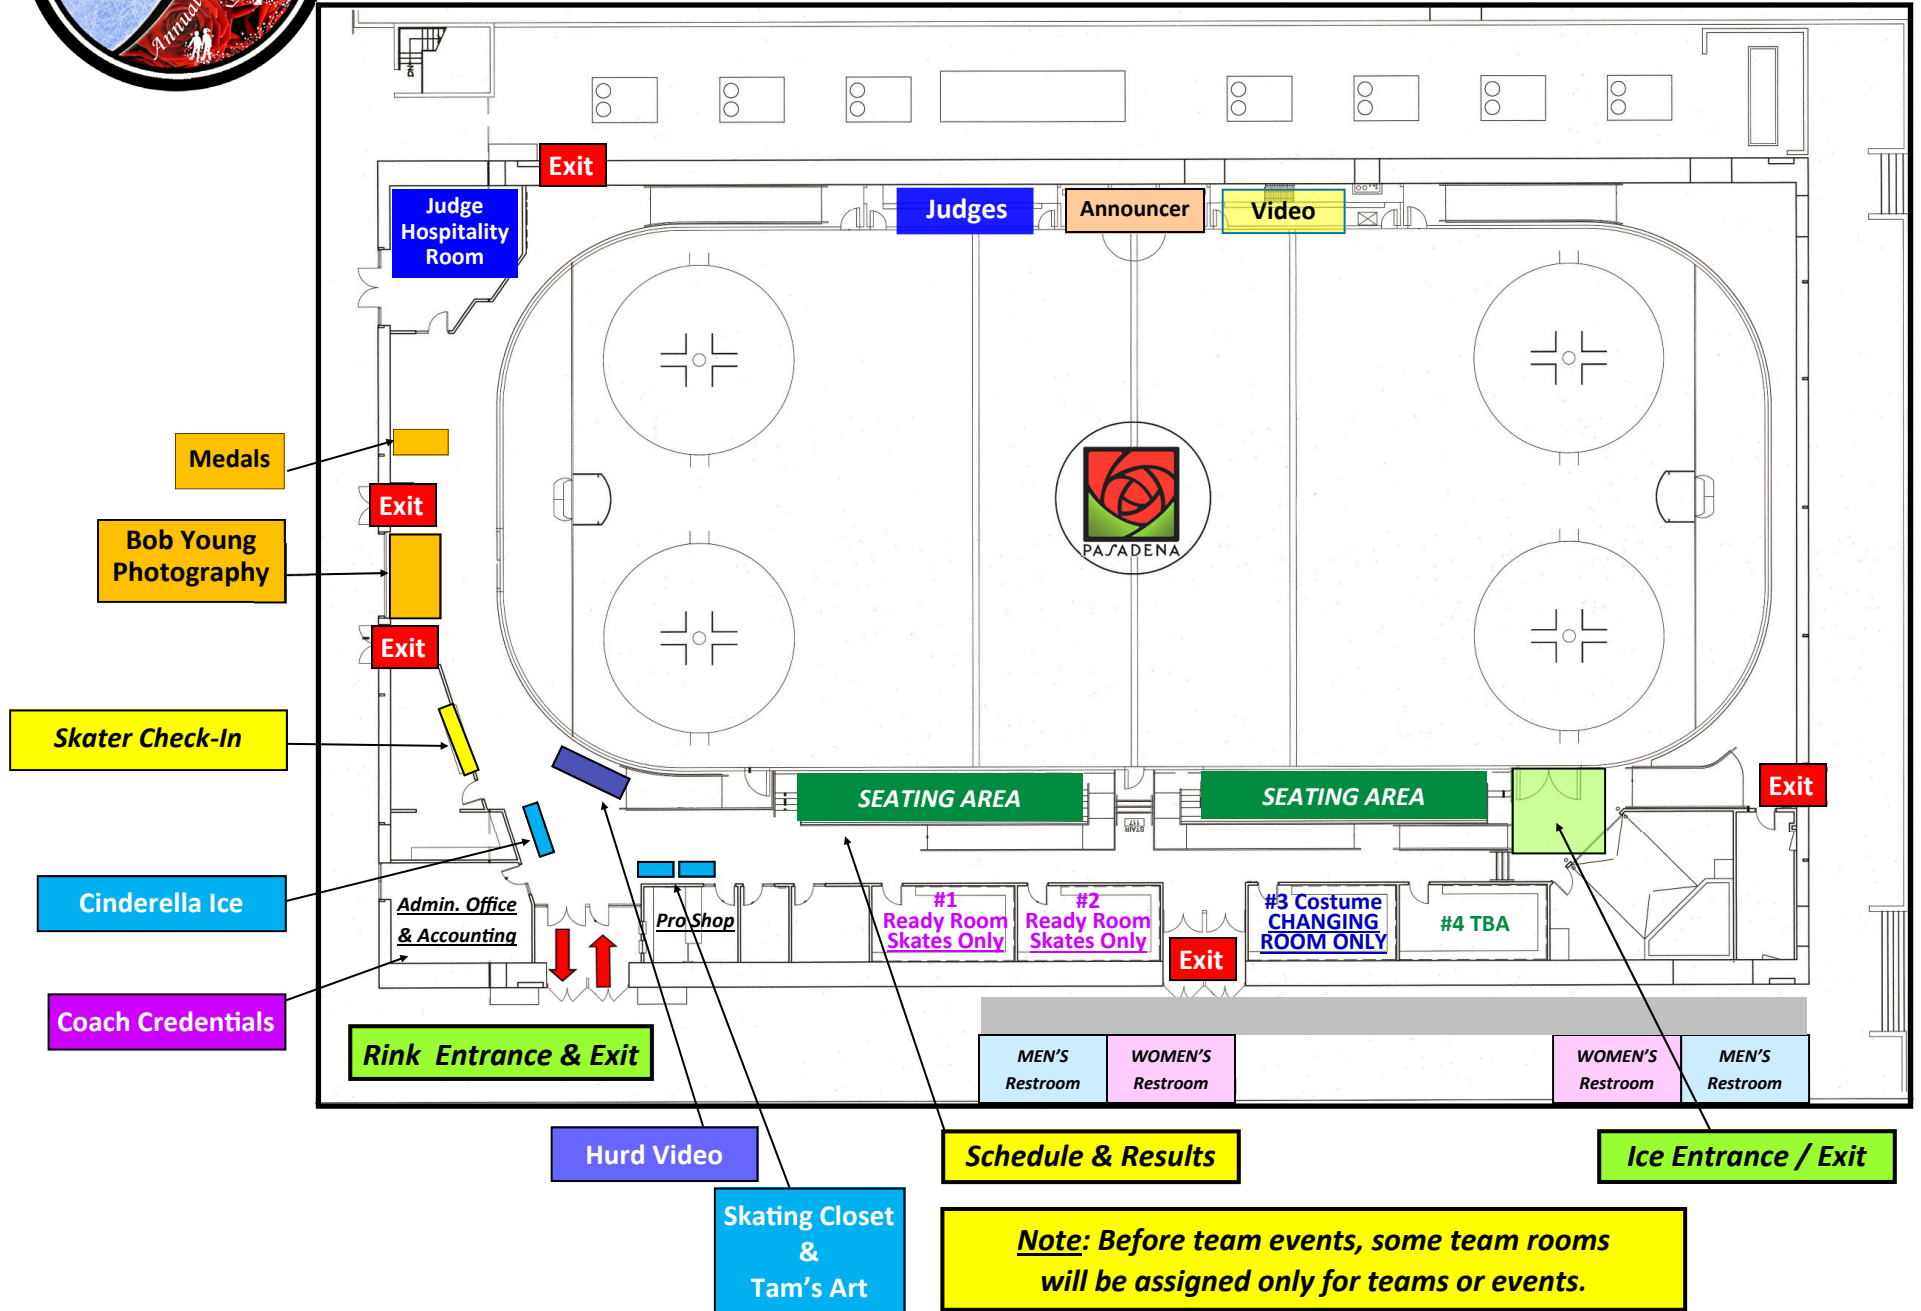 Annual
DN
Exit
Judge
Hospitality
Room
Judges
Announcer
Video
Medals
Exit
Bob Young
Photography
Exit
PASADENA
Skater Check-In
SEATING AREA
SEATING AREA
Exit
STAIR
117
Cinderella Ice
Admin. Office
& Accounting
Pro Shop
#1
Ready Room
Skates Only
#2
Ready Room
Skates Only
#3 Costume
CHANGING
ROOM ONLY
#4 TBA
Exit
Coach Credentials
Rink Entrance & Exit
MEN'S
Restroom
WOMEN'S
Restroom
WOMEN'S
Restroom
MEN'S
Restroom
Hurd Video
Schedule & Results
Ice Entrance / Exit
Skating Closet
&
Tam's Art
Note: Before team events, some team rooms
will be assigned only for teams or events.